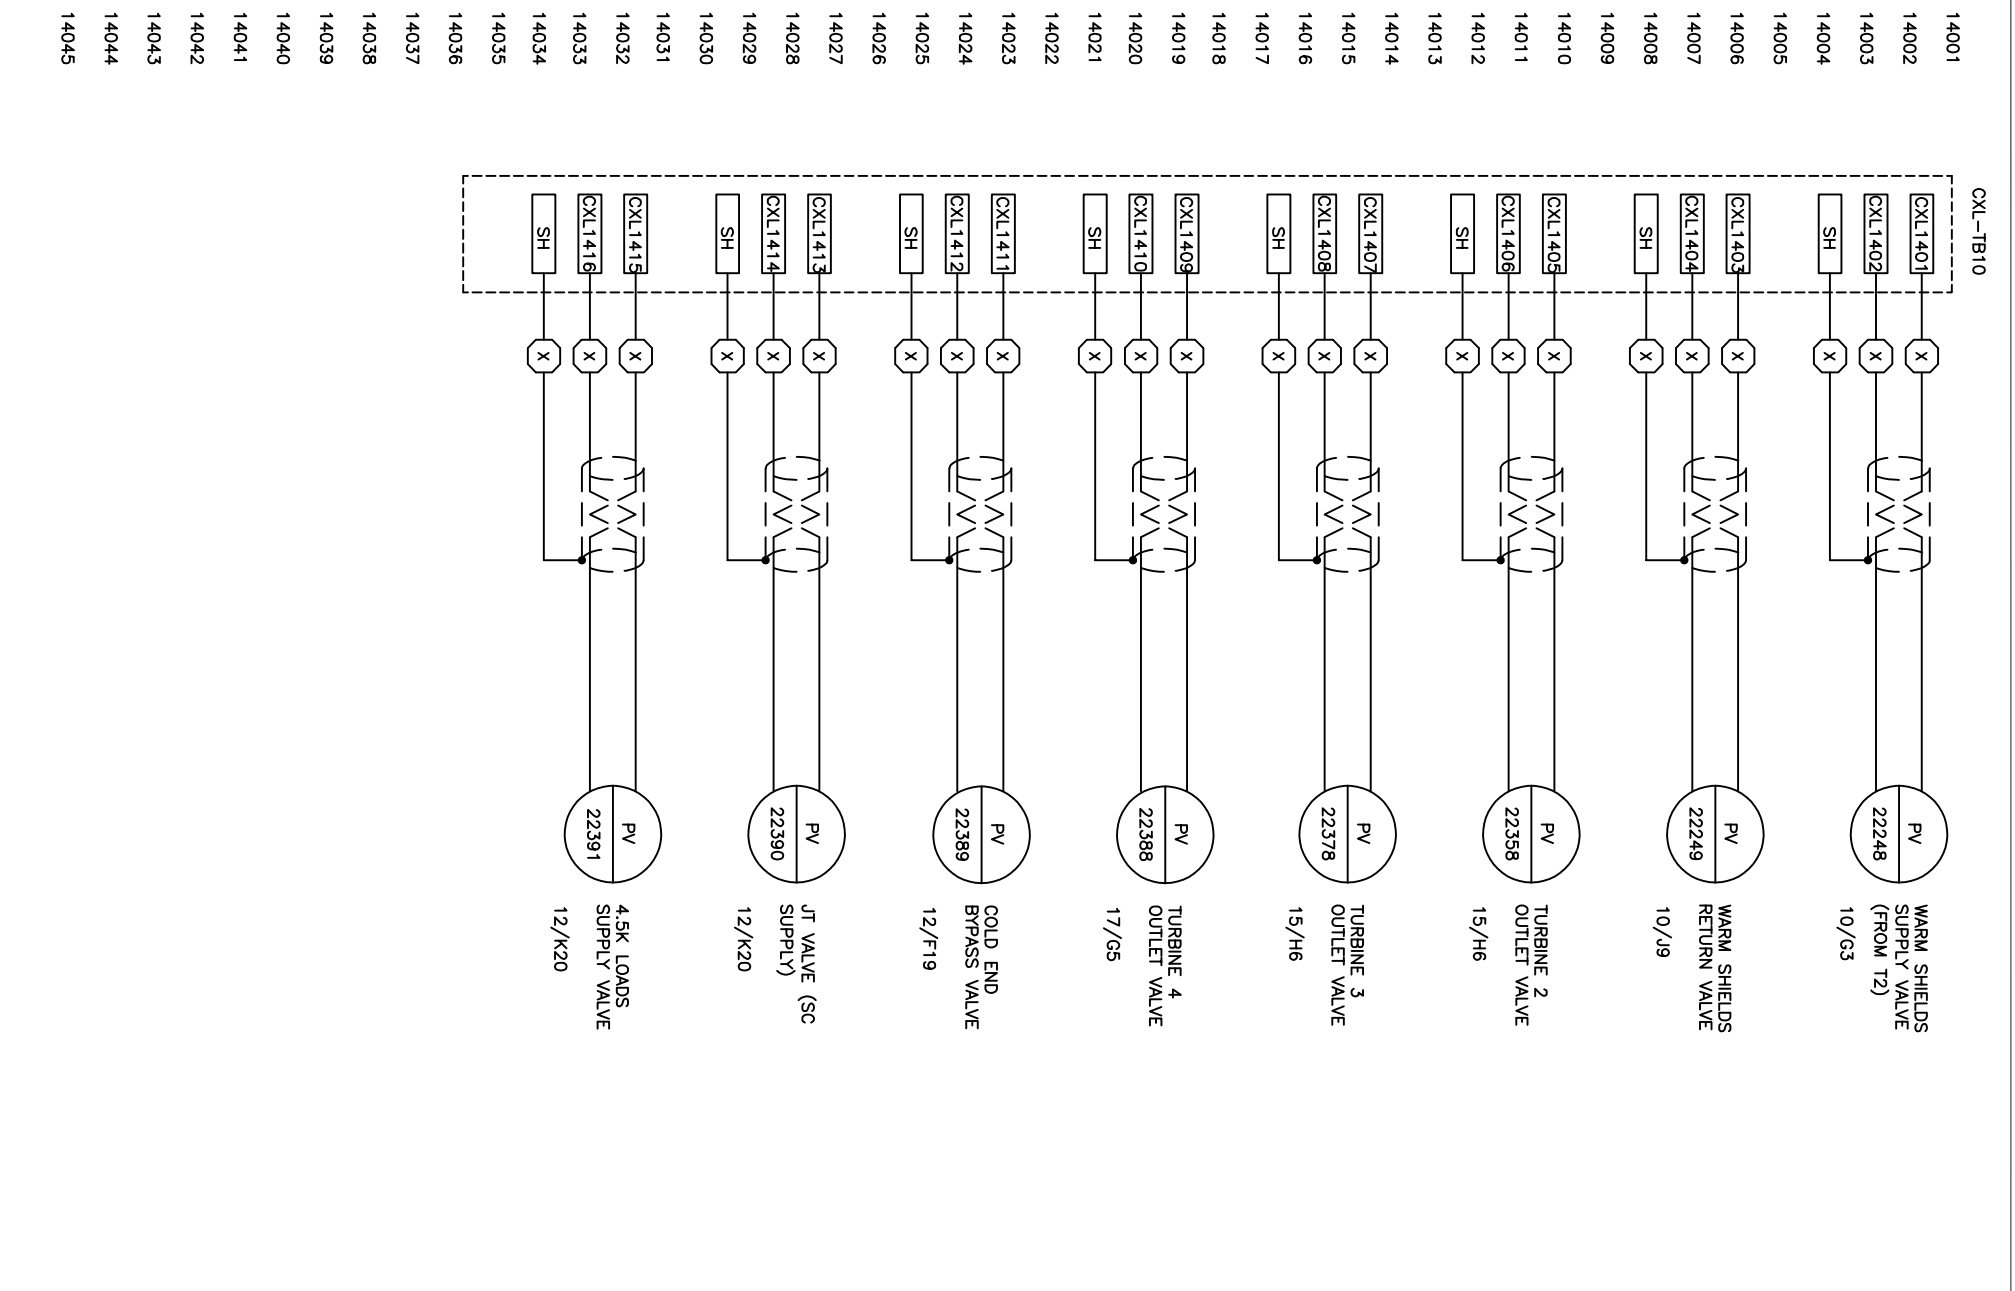 14001
14002
14003
14004
14005
14006
14007
14008
14009
14010
14011
14012
14013
14014
14015
14016
14017
14018
14019
14020
14021
14022
14023
14024
14025
14026
14027
14028
14029
14030
14031
14032
14033
14034
14035
14036
14037
14038
14039
14040
14041
14042
14043
14044
14045
CXL-TB10
CXL1401
X
CXL1402
X
SH
X
PV
22248
WARM SHIELDS
SUPPLY VALVE
(FROM T2)
10/G3
CXL1403
X
CXL1404
X
SH
X
PV
22249
WARM SHIELDS
RETURN VALVE
10/J9
CXL1405
X
CXL1406
X
SH
X
PV
22358
TURBINE 2
OUTLET VALVE
15/H6
CXL1407
X
CXL1408
X
SH
X
PV
22378
TURBINE 3
OUTLET VALVE
15/H6
CXL1409
X
CXL1410
X
SH
X
PV
22388
TURBINE 4
OUTLET VALVE
17/G5
CXL1411
X
CXL1412
X
SH
X
PV
22389
COLD END
BYPASS VALVE
12/F19
CXL1413
X
CXL1414
X
SH
X
PV
22390
JT VALVE (SC
SUPPLY)
12/K20
CXL1415
X
CXL1416
X
SH
X
PV
22391
4.5K LOADS
SUPPLY VALVE
12/K20